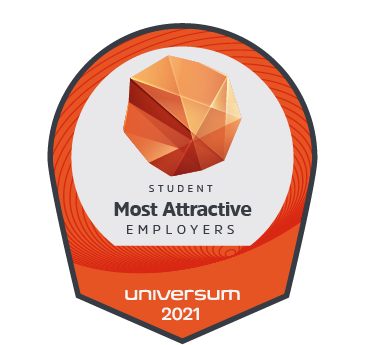 STUDENT
Most Attractive
EMPLOYERS
universum
2021